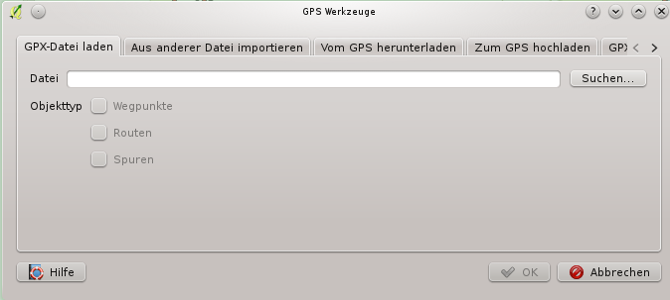 GPS Werkzeuge
GPX-Datei laden Aus anderer Datei importieren Vom GPS herunterladen Zum GPS hochladen GPX
Datei Suchen...
Objekttyp Wegpunkte
Routen
Spuren
Hilfe OK Abbrechen